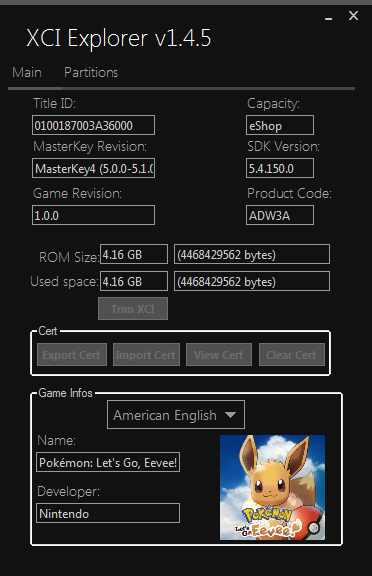 XCI Explorer v1.4.5
Main Partitions
Title ID: Capacity:
0100187003A36000 eShop
MasterKey Revision: SDK Version:
MasterKey4 (5.0.0-5.1.0 5.4.150.0
Game Revision: Product Code:
1.0.0 ADW3A
ROM Size: 4.16 GB (4468429562 bytes)
Used space: 4.16 GB (4468429562 bytes)
Trim XCI
Cert
Export Cert Import Cert View Cert Clear Cert
Game Infos
American English
Name:
Pokémon: Let's Go, Eevee!
Developer:
Nintendo
Pokémon
Let's Go Eevee!